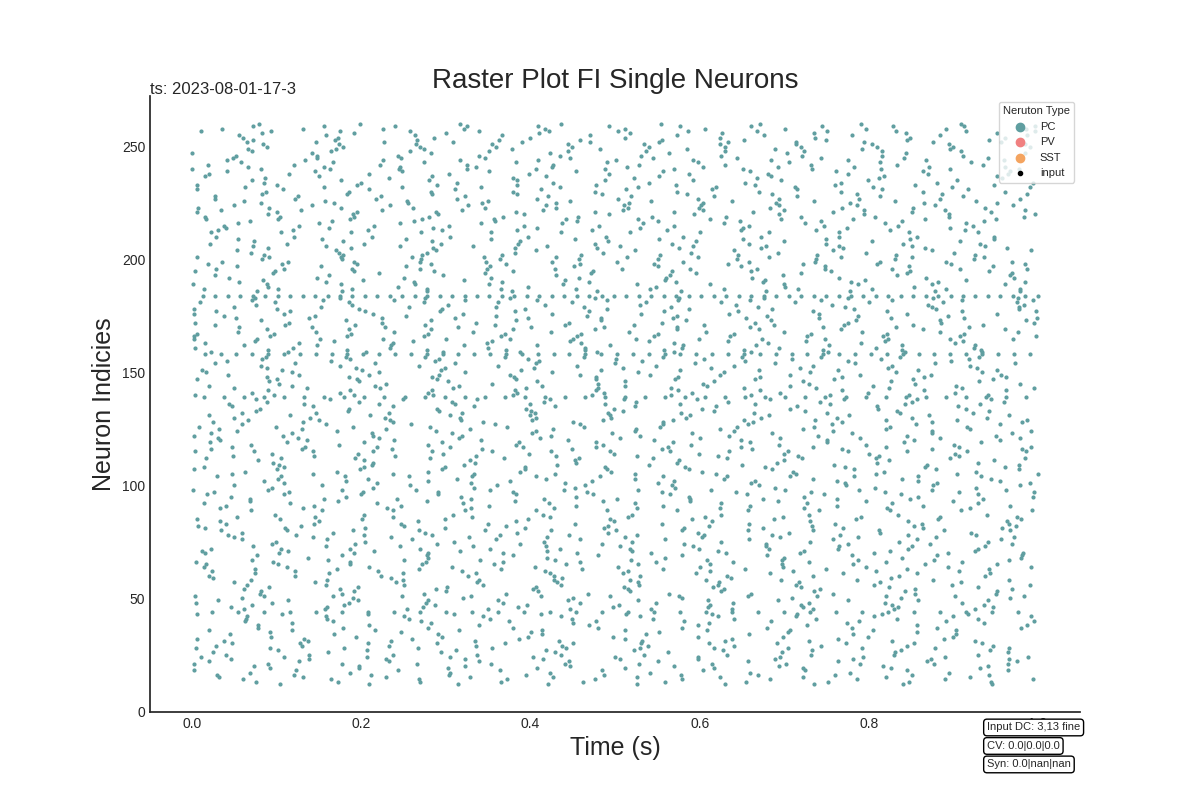 Raster Plot FI Single Neurons
ts: 2023-08-01-17-3
Neruton Type
PC
PV
SST
input
Neuron Indicies
250
200
150
100
50
0
0.0
0.2
0.4
0.6
0.8
Time (s)
Input DC: 3,13 fine
CV: 0.0|0.0|0.0
Syn: 0.0|nan|nan